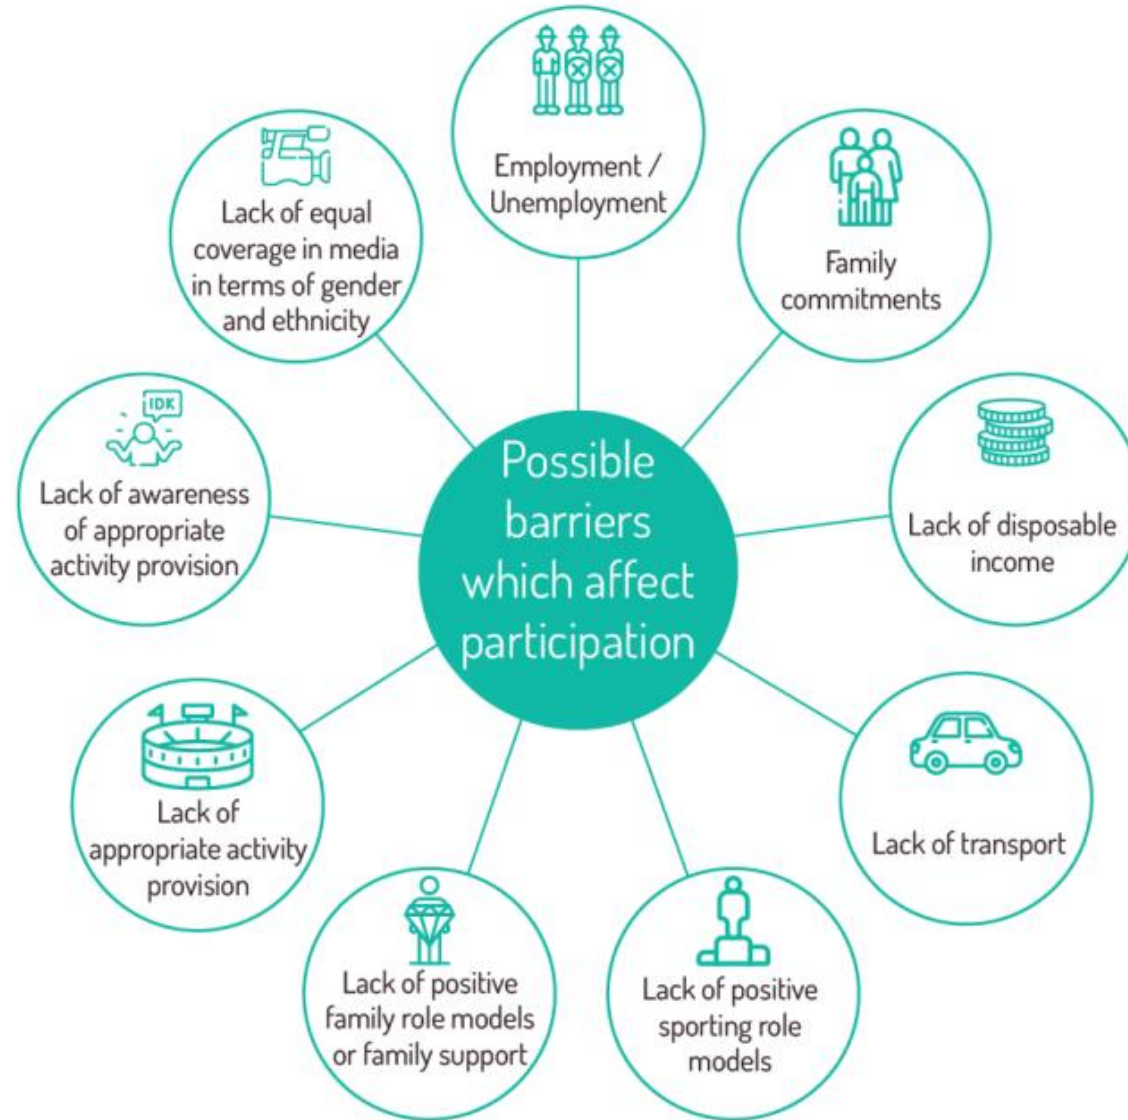 Possible
barriers
which affect
participation
Employment /
Unemployment
Family
commitments
Lack of disposable
income
Lack of transport
Lack of positive
sporting role
models
Lack of positive
family role models
or family support
Lack of
appropriate activity
provision
IDK
Lack of awareness
of appropriate
activity provision
Lack of equal
coverage in media
in terms of gender
and ethnicity